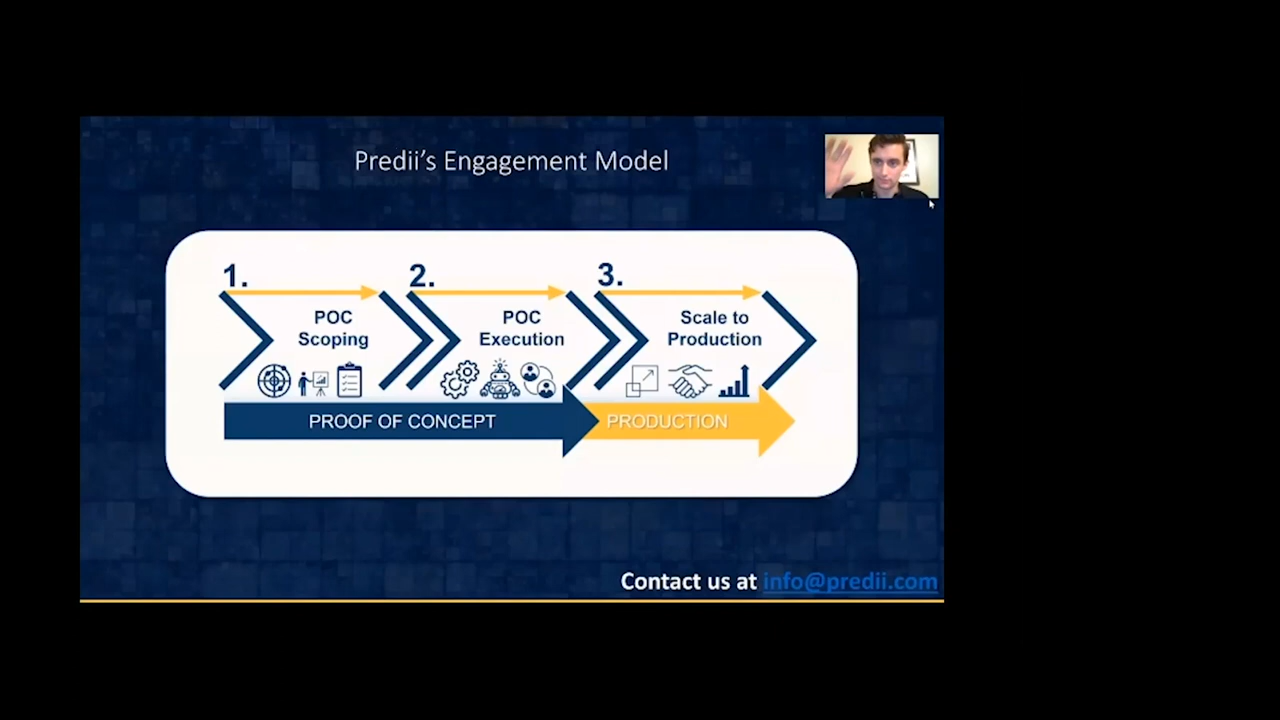 Predii's Engagement Model
1.
POC
Scoping
2.
POC
Execution
3.
Scale to
Production
PROOF OF CONCEPT
PRODUCTION
Contact us at info@predii.com